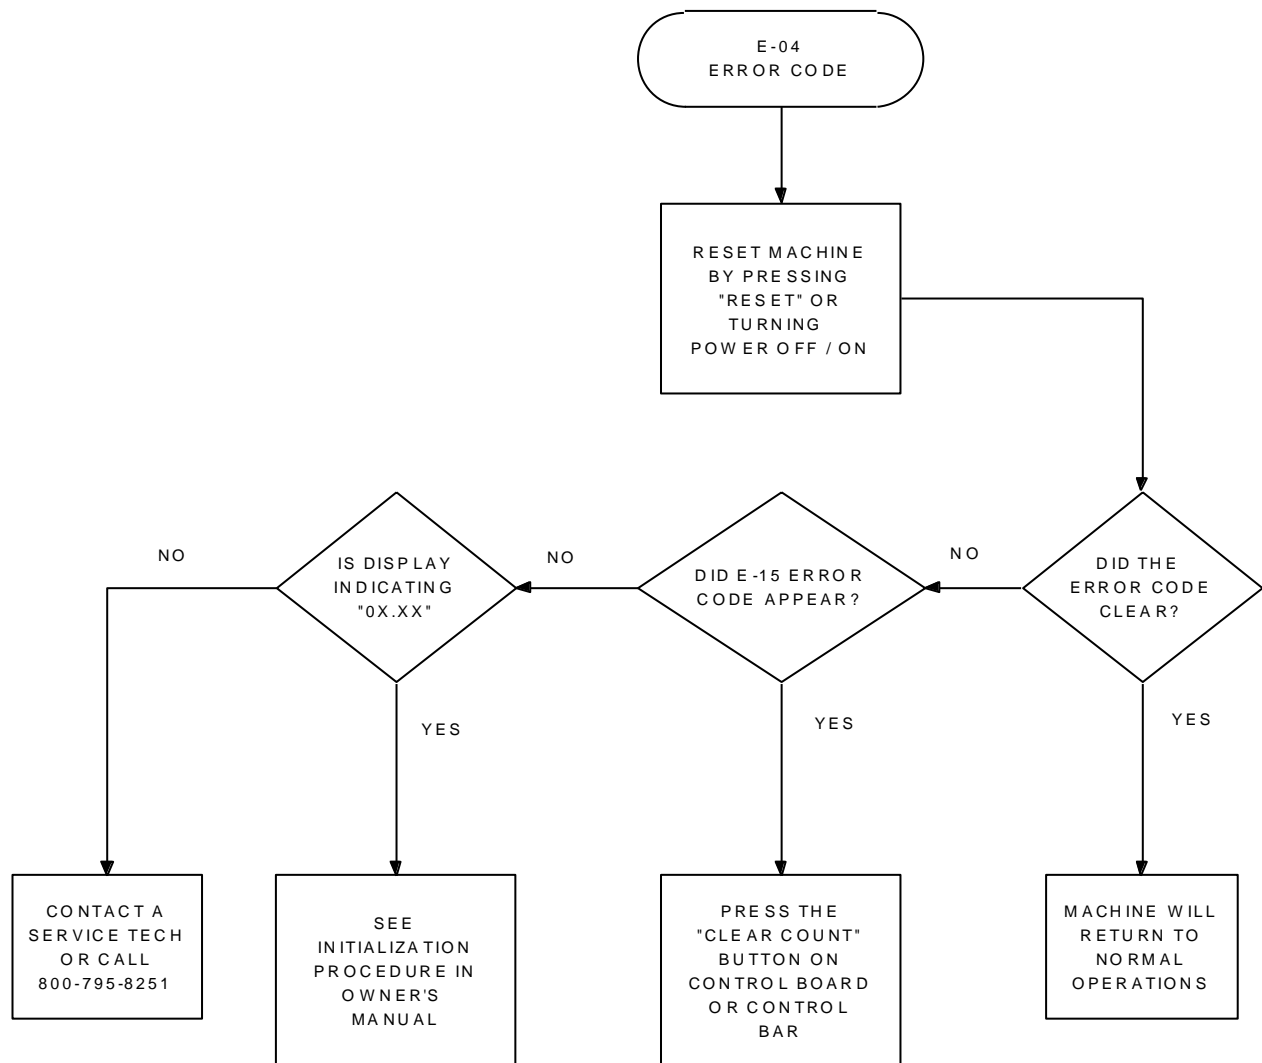 E-04
ERROR CODE
RESET MACHINE
BY PRESSING
"RESET" OR
TURNING
POWER OFF / ON
NO
IS DISPLAY
INDICATING
"0X.XX"
NO
DID E-15 ERROR
CODE APPEAR?
NO
DID THE
ERROR CODE
CLEAR?
YES
YES
YES
CONTACT A
SERVICE TECH
OR CALL
800-795-8251
SEE
INITIALIZATION
PROCEDURE IN
OWNER'S
MANUAL
PRESS THE
"CLEAR COUNT"
BUTTON ON
CONTROL BOARD
OR CONTROL
BAR
MACHINE WILL
RETURN TO
NORMAL
OPERATIONS